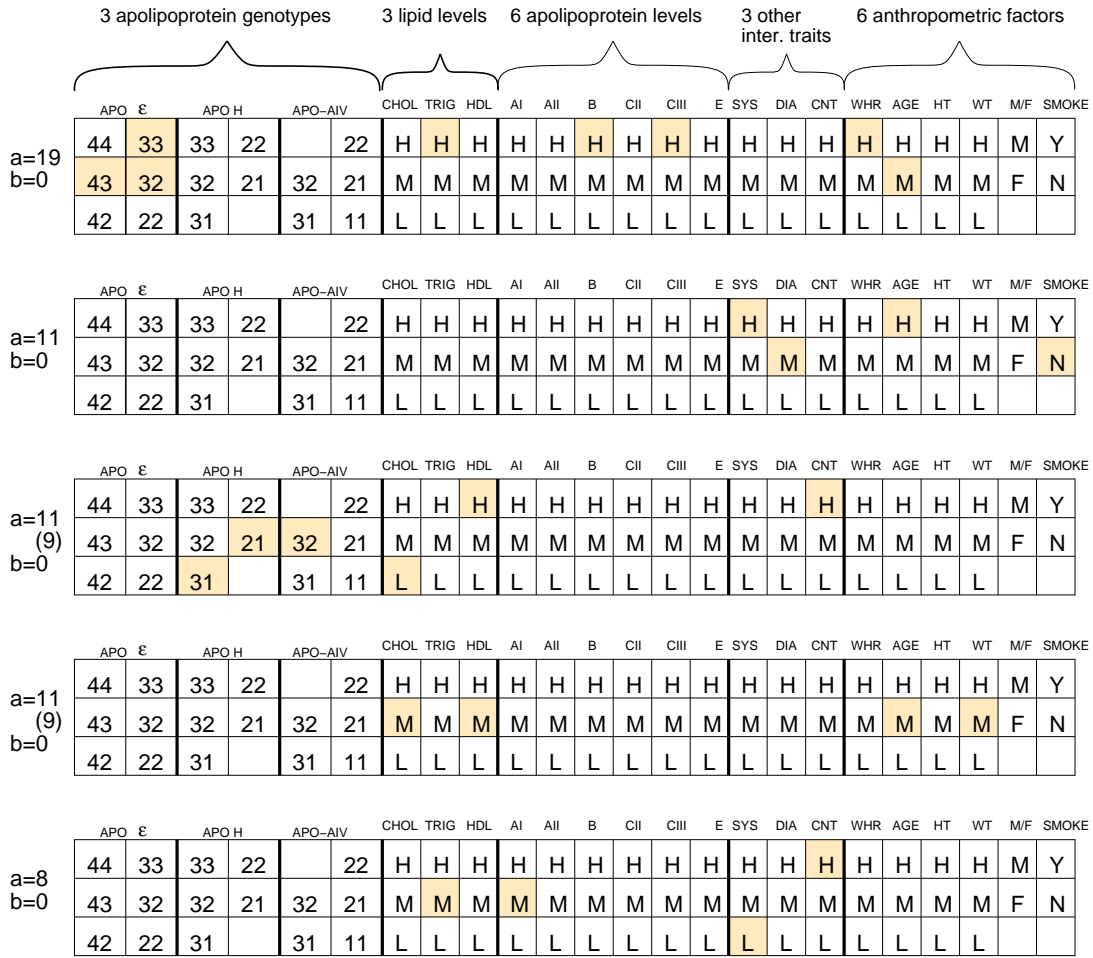 3 apolipoprotein genotypes 3 lipid levels 6 apolipoprotein levels 3 other inter. traits 6 anthropometric factors
APO ε APO H APO–AIV CHOL TRIG HDL AI AII B CII CIII E SYS DIA CNT WHR AGE HT WT M/F SMOKE
a=19
b=0
44 33 33 22 22 H H H H H H H H H H H H H H H H M Y
43 32 32 21 32 21 M M M M M M M M M M M M M M M M F N
42 22 31 31 11 L L L L L L L L L L L L L L L L
APO ε APO H APO–AIV CHOL TRIG HDL AI AII B CII CIII E SYS DIA CNT WHR AGE HT WT M/F SMOKE
a=11
b=0
44 33 33 22 22 H H H H H H H H H H H H H H H H M Y
43 32 32 21 32 21 M M M M M M M M M M M M M M M M F N
42 22 31 31 11 L L L L L L L L L L L L L L L L
APO ε APO H APO–AIV CHOL TRIG HDL AI AII B CII CIII E SYS DIA CNT WHR AGE HT WT M/F SMOKE
a=11
(9)
b=0
44 33 33 22 22 H H H H H H H H H H H H H H H H M Y
43 32 32 21 32 21 M M M M M M M M M M M M M M M M F N
42 22 31 31 11 L L L L L L L L L L L L L L L L
APO ε APO H APO–AIV CHOL TRIG HDL AI AII B CII CIII E SYS DIA CNT WHR AGE HT WT M/F SMOKE
a=11
(9)
b=0
44 33 33 22 22 H H H H H H H H H H H H H H H H M Y
43 32 32 21 32 21 M M M M M M M M M M M M M M M M F N
42 22 31 31 11 L L L L L L L L L L L L L L L L
APO ε APO H APO–AIV CHOL TRIG HDL AI AII B CII CIII E SYS DIA CNT WHR AGE HT WT M/F SMOKE
a=8
b=0
44 33 33 22 22 H H H H H H H H H H H H H H H H M Y
43 32 32 21 32 21 M M M M M M M M M M M M M M M M F N
42 22 31 31 11 L L L L L L L L L L L L L L L L